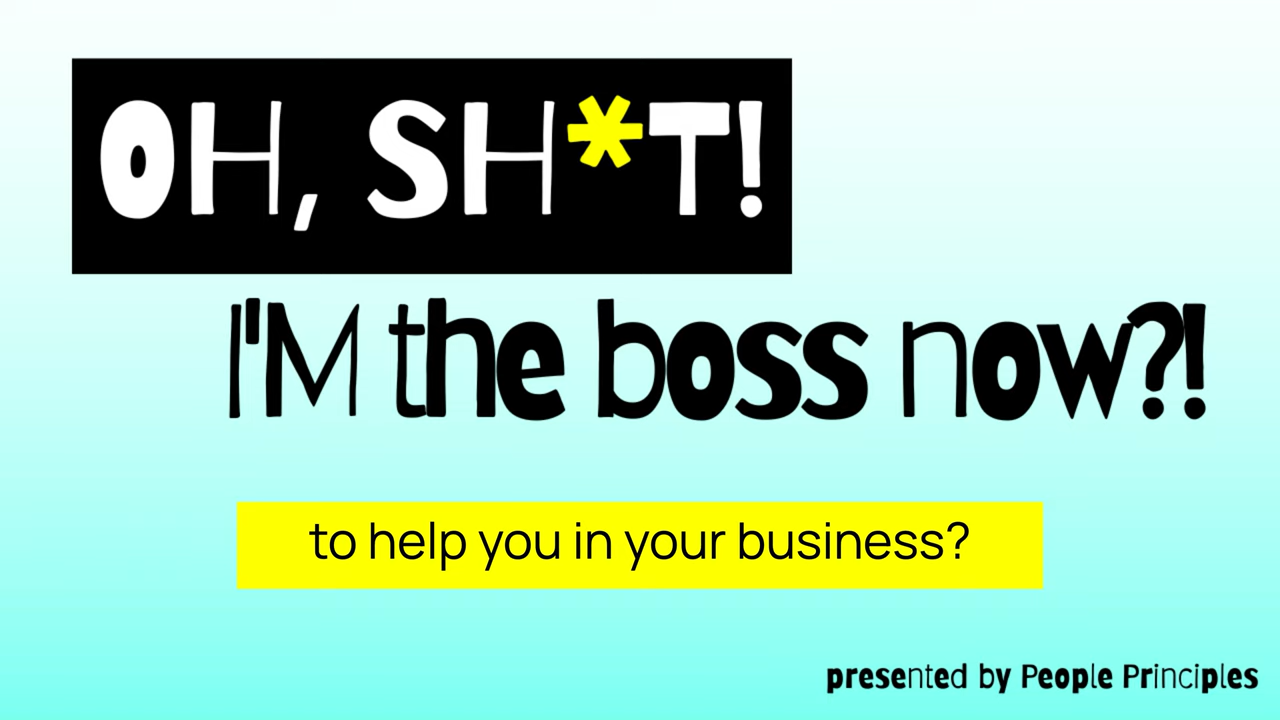 OH, SH*T!
I'M the boss now?!
to help you in your business?
presented by People Principles